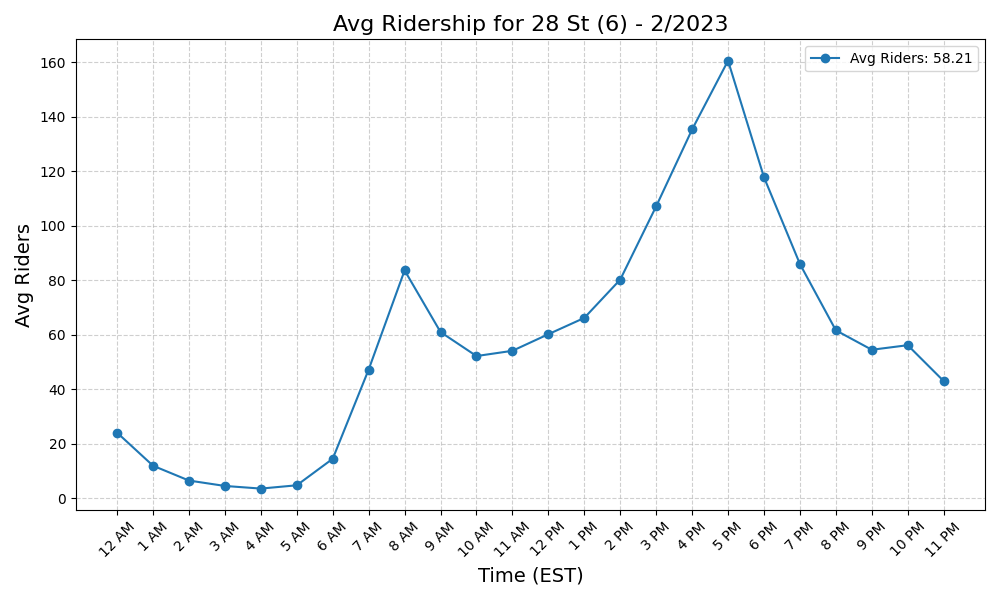 Avg Ridership for 28 St (6) - 2/2023
Avg Riders: 58.21
Avg Riders
160
140
120
100
80
60
40
20
0
12 AM
1 AM
2 AM
3 AM
4 AM
5 AM
6 AM
7 AM
8 AM
9 AM
10 AM
11 AM
12 PM
1 PM
2 PM
3 PM
4 PM
5 PM
6 PM
7 PM
8 PM
9 PM
10 PM
11 PM
Time (EST)